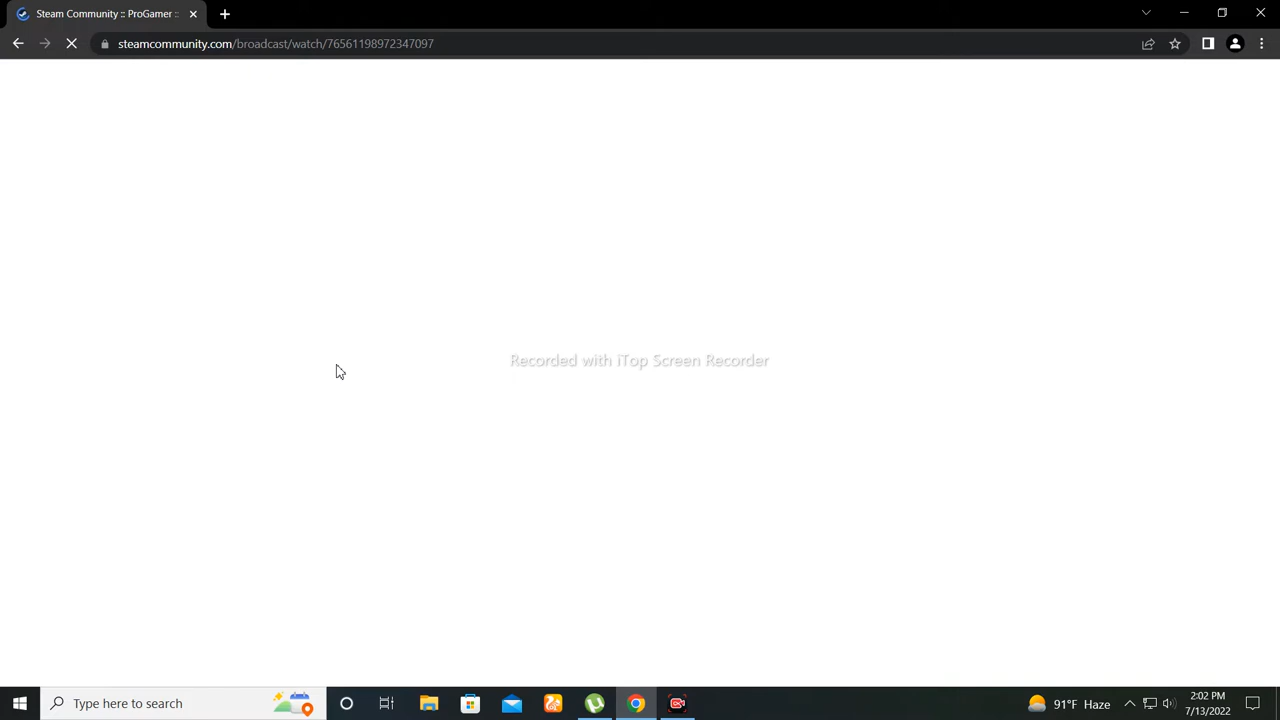 Steam Community :: ProGamer ::
steamcommunity.com/broadcast/watch/76561198972347097
Recorded with iTop Screen Recorder
Type here to search
91°F Haze
2:02 PM
7/13/2022